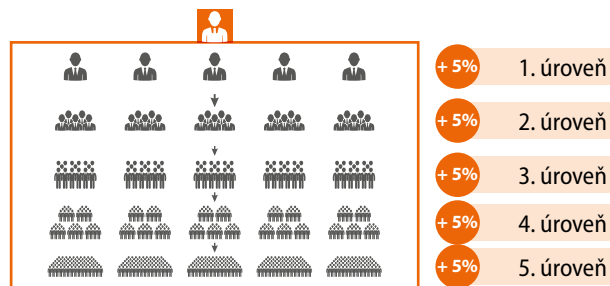 + 5% 1. úroveň
+ 5% 2. úroveň
+ 5% 3. úroveň
+ 5% 4. úroveň
+ 5% 5. úroveň